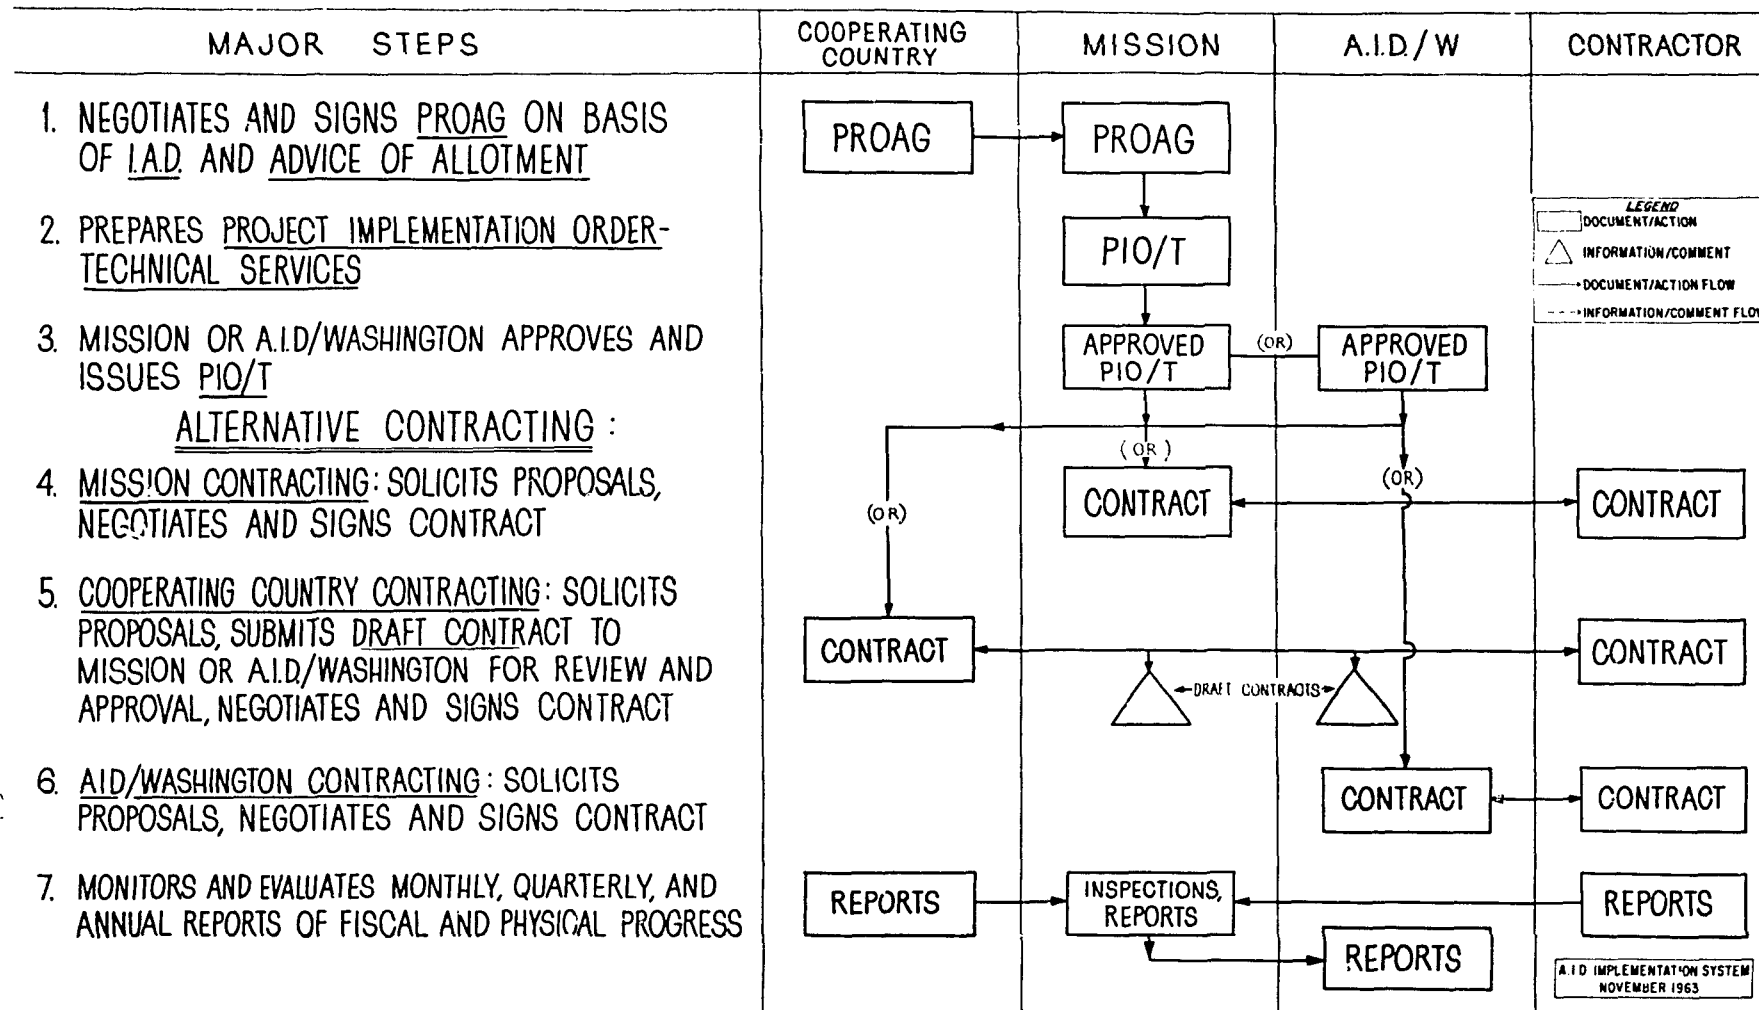 MAJOR STEPS
COOPERATING
COUNTRY
MISSION
A.I.D./W
CONTRACTOR
1. NEGOTIATES AND SIGNS PROAG ON BASIS
OF I.A.D. AND ADVICE OF ALLOTMENT
PROAG
PROAG
2. PREPARES PROJECT IMPLEMENTATION ORDER-
TECHNICAL SERVICES
PIO/T
LEGEND
DOCUMENT/ACTION
INFORMATION/COMMENT
DOCUMENT/ACTION FLOW
INFORMATION/COMMENT FLOW
3. MISSION OR A.I.D/WASHINGTON APPROVES AND
ISSUES PIO/T
APPROVED
PIO/T
(OR)
APPROVED
PIO/T
ALTERNATIVE CONTRACTING :
(OR)
(OR)
(OR)
4. MISSION CONTRACTING: SOLICITS PROPOSALS,
NEGOTIATES AND SIGNS CONTRACT
CONTRACT
CONTRACT
5. COOPERATING COUNTRY CONTRACTING: SOLICITS
PROPOSALS, SUBMITS DRAFT CONTRACT TO
MISSION OR A.I.D./WASHINGTON FOR REVIEW AND
APPROVAL, NEGOTIATES AND SIGNS CONTRACT
CONTRACT
DRAFT CONTRACTS
CONTRACT
6. AID/WASHINGTON CONTRACTING: SOLICITS
PROPOSALS, NEGOTIATES AND SIGNS CONTRACT
CONTRACT
CONTRACT
7. MONITORS AND EVALUATES MONTHLY, QUARTERLY, AND
ANNUAL REPORTS OF FISCAL AND PHYSICAL PROGRESS
REPORTS
INSPECTIONS,
REPORTS
REPORTS
REPORTS
A.I.D IMPLEMENTATION SYSTEM
NOVEMBER 1963